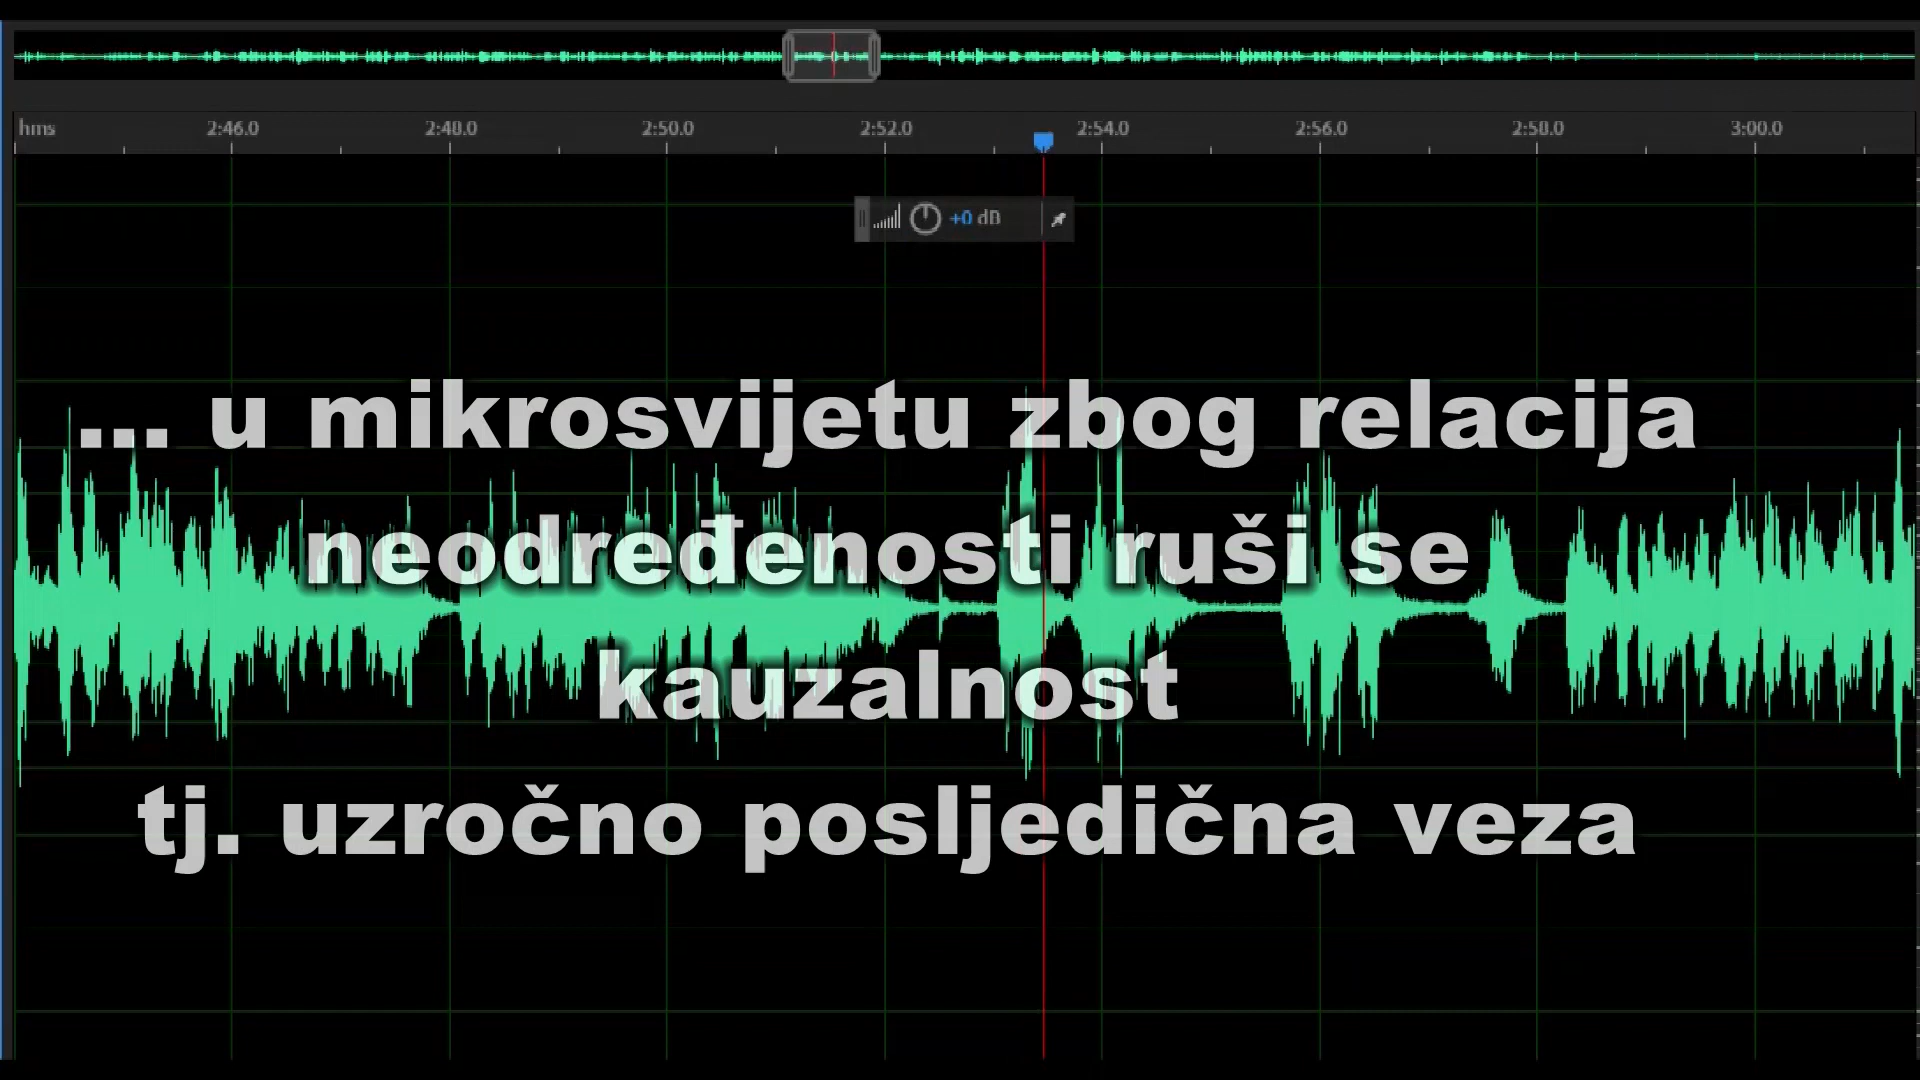 hms 2:46.0 2:48.0 2:50.0 2:52.0 2:54.0 2:56.0 2:58.0 3:00.0
+0 dB
... u mikrosvijetu zbog relacija
neodređenosti ruši se
kauzalnost
tj. uzročno posljedična veza